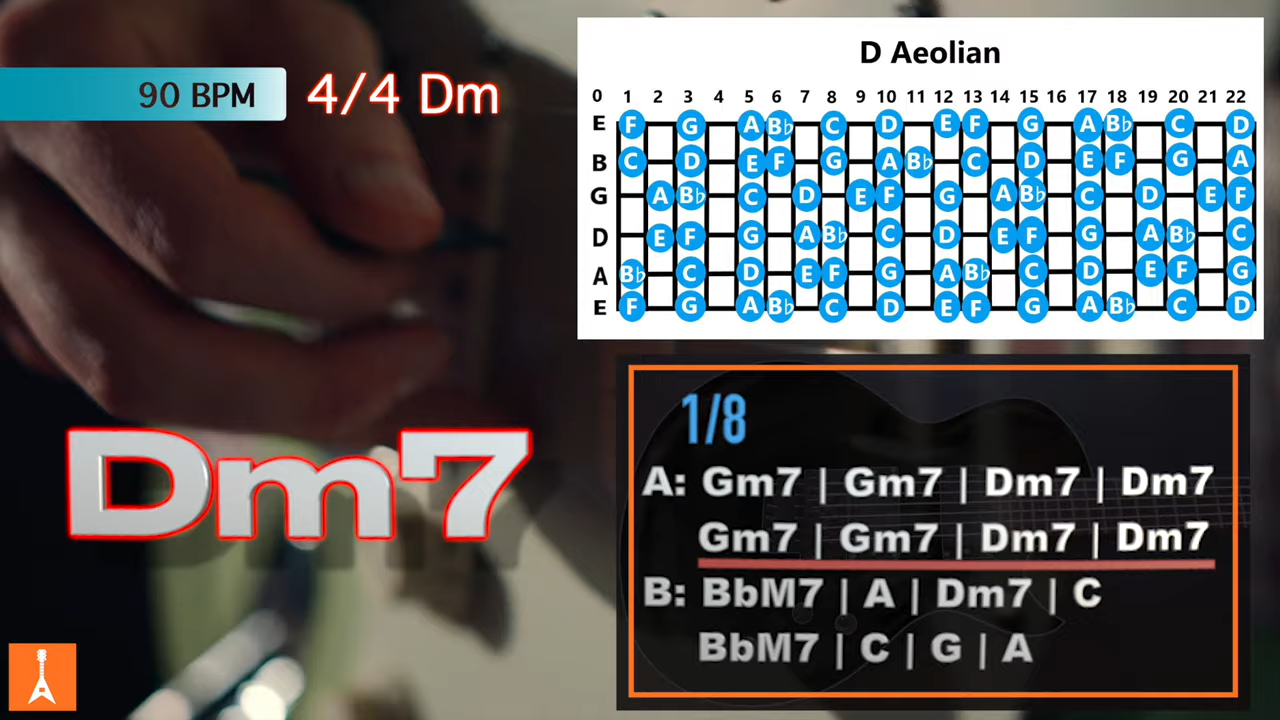 90 BPM
4/4 Dm
D Aeolian
0 1 2 3 4 5 6 7 8 9 10 11 12 13 14 15 16 17 18 19 20 21 22
E F G A B♭ C D E F G A B♭ C D
B C D E F G A B♭ C D E F G A
G A B♭ C D E F G A B♭ C D E F
D E F G A B♭ C D E F G A B♭ C
A B♭ C D E F G A B♭ C D E F G
E F G A B♭ C D E F G A B♭ C D
Dm7
1/8
A: Gm7 | Gm7 | Dm7 | Dm7
Gm7 | Gm7 | Dm7 | Dm7
B: BbM7 | A | Dm7 | C
BbM7 | C | G | A